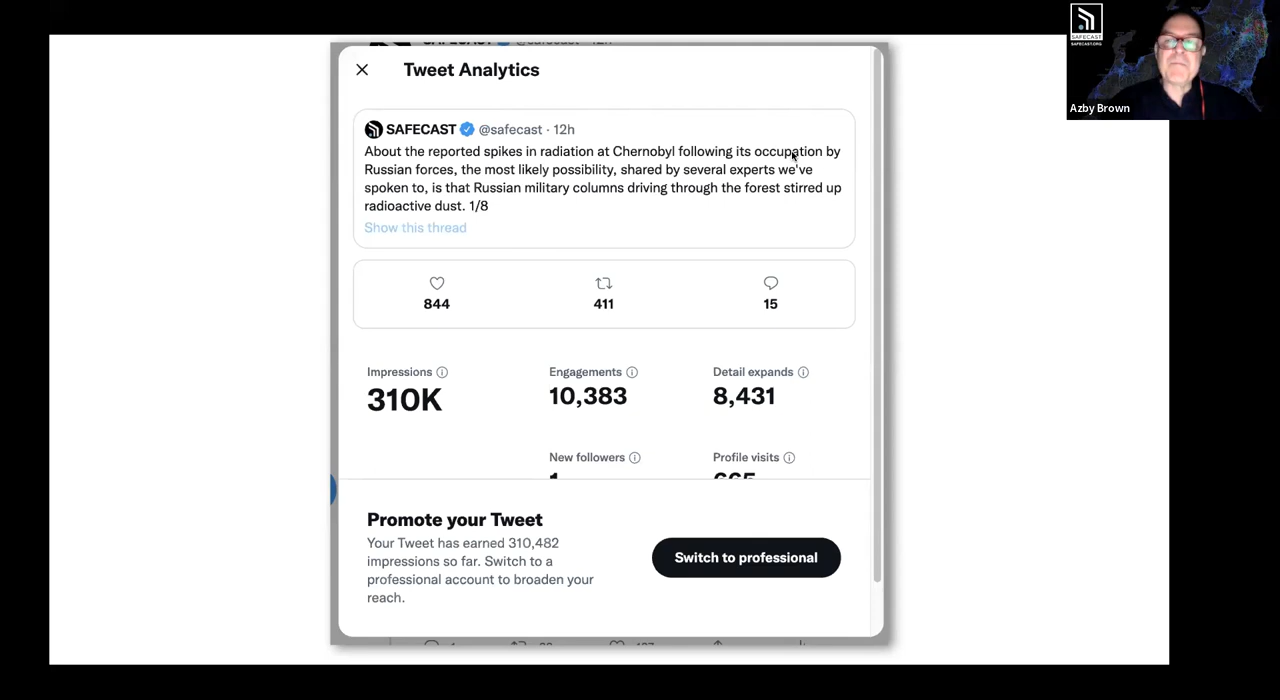 SAFECAST
SAFECAST.ORG
Azby Brown
Tweet Analytics
SAFECAST @safecast · 12h
About the reported spikes in radiation at Chernobyl following its occupation by
Russian forces, the most likely possibility, shared by several experts we've
spoken to, is that Russian military columns driving through the forest stirred up
radioactive dust. 1/8
Show this thread
844 411 15
Impressions Engagements Detail expands
310K 10,383 8,431
New followers Profile visits
Promote your Tweet
Your Tweet has earned 310,482
impressions so far. Switch to a
professional account to broaden your
reach.
Switch to professional